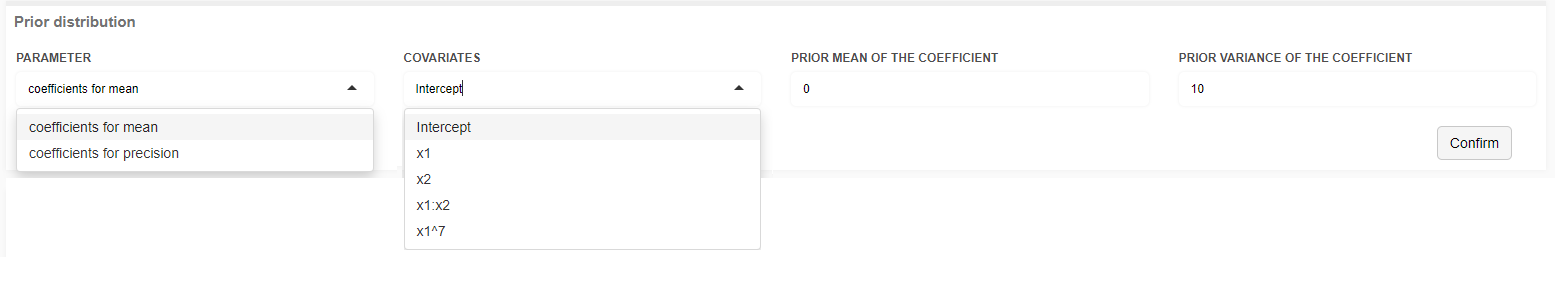 Prior distribution
PARAMETER COVARIATES PRIOR MEAN OF THE COEFFICIENT PRIOR VARIANCE OF THE COEFFICIENT
coefficients for mean Intercept 0 10
coefficients for mean Intercept
coefficients for precision x1 Confirm
x2
x1:x2
x1^7